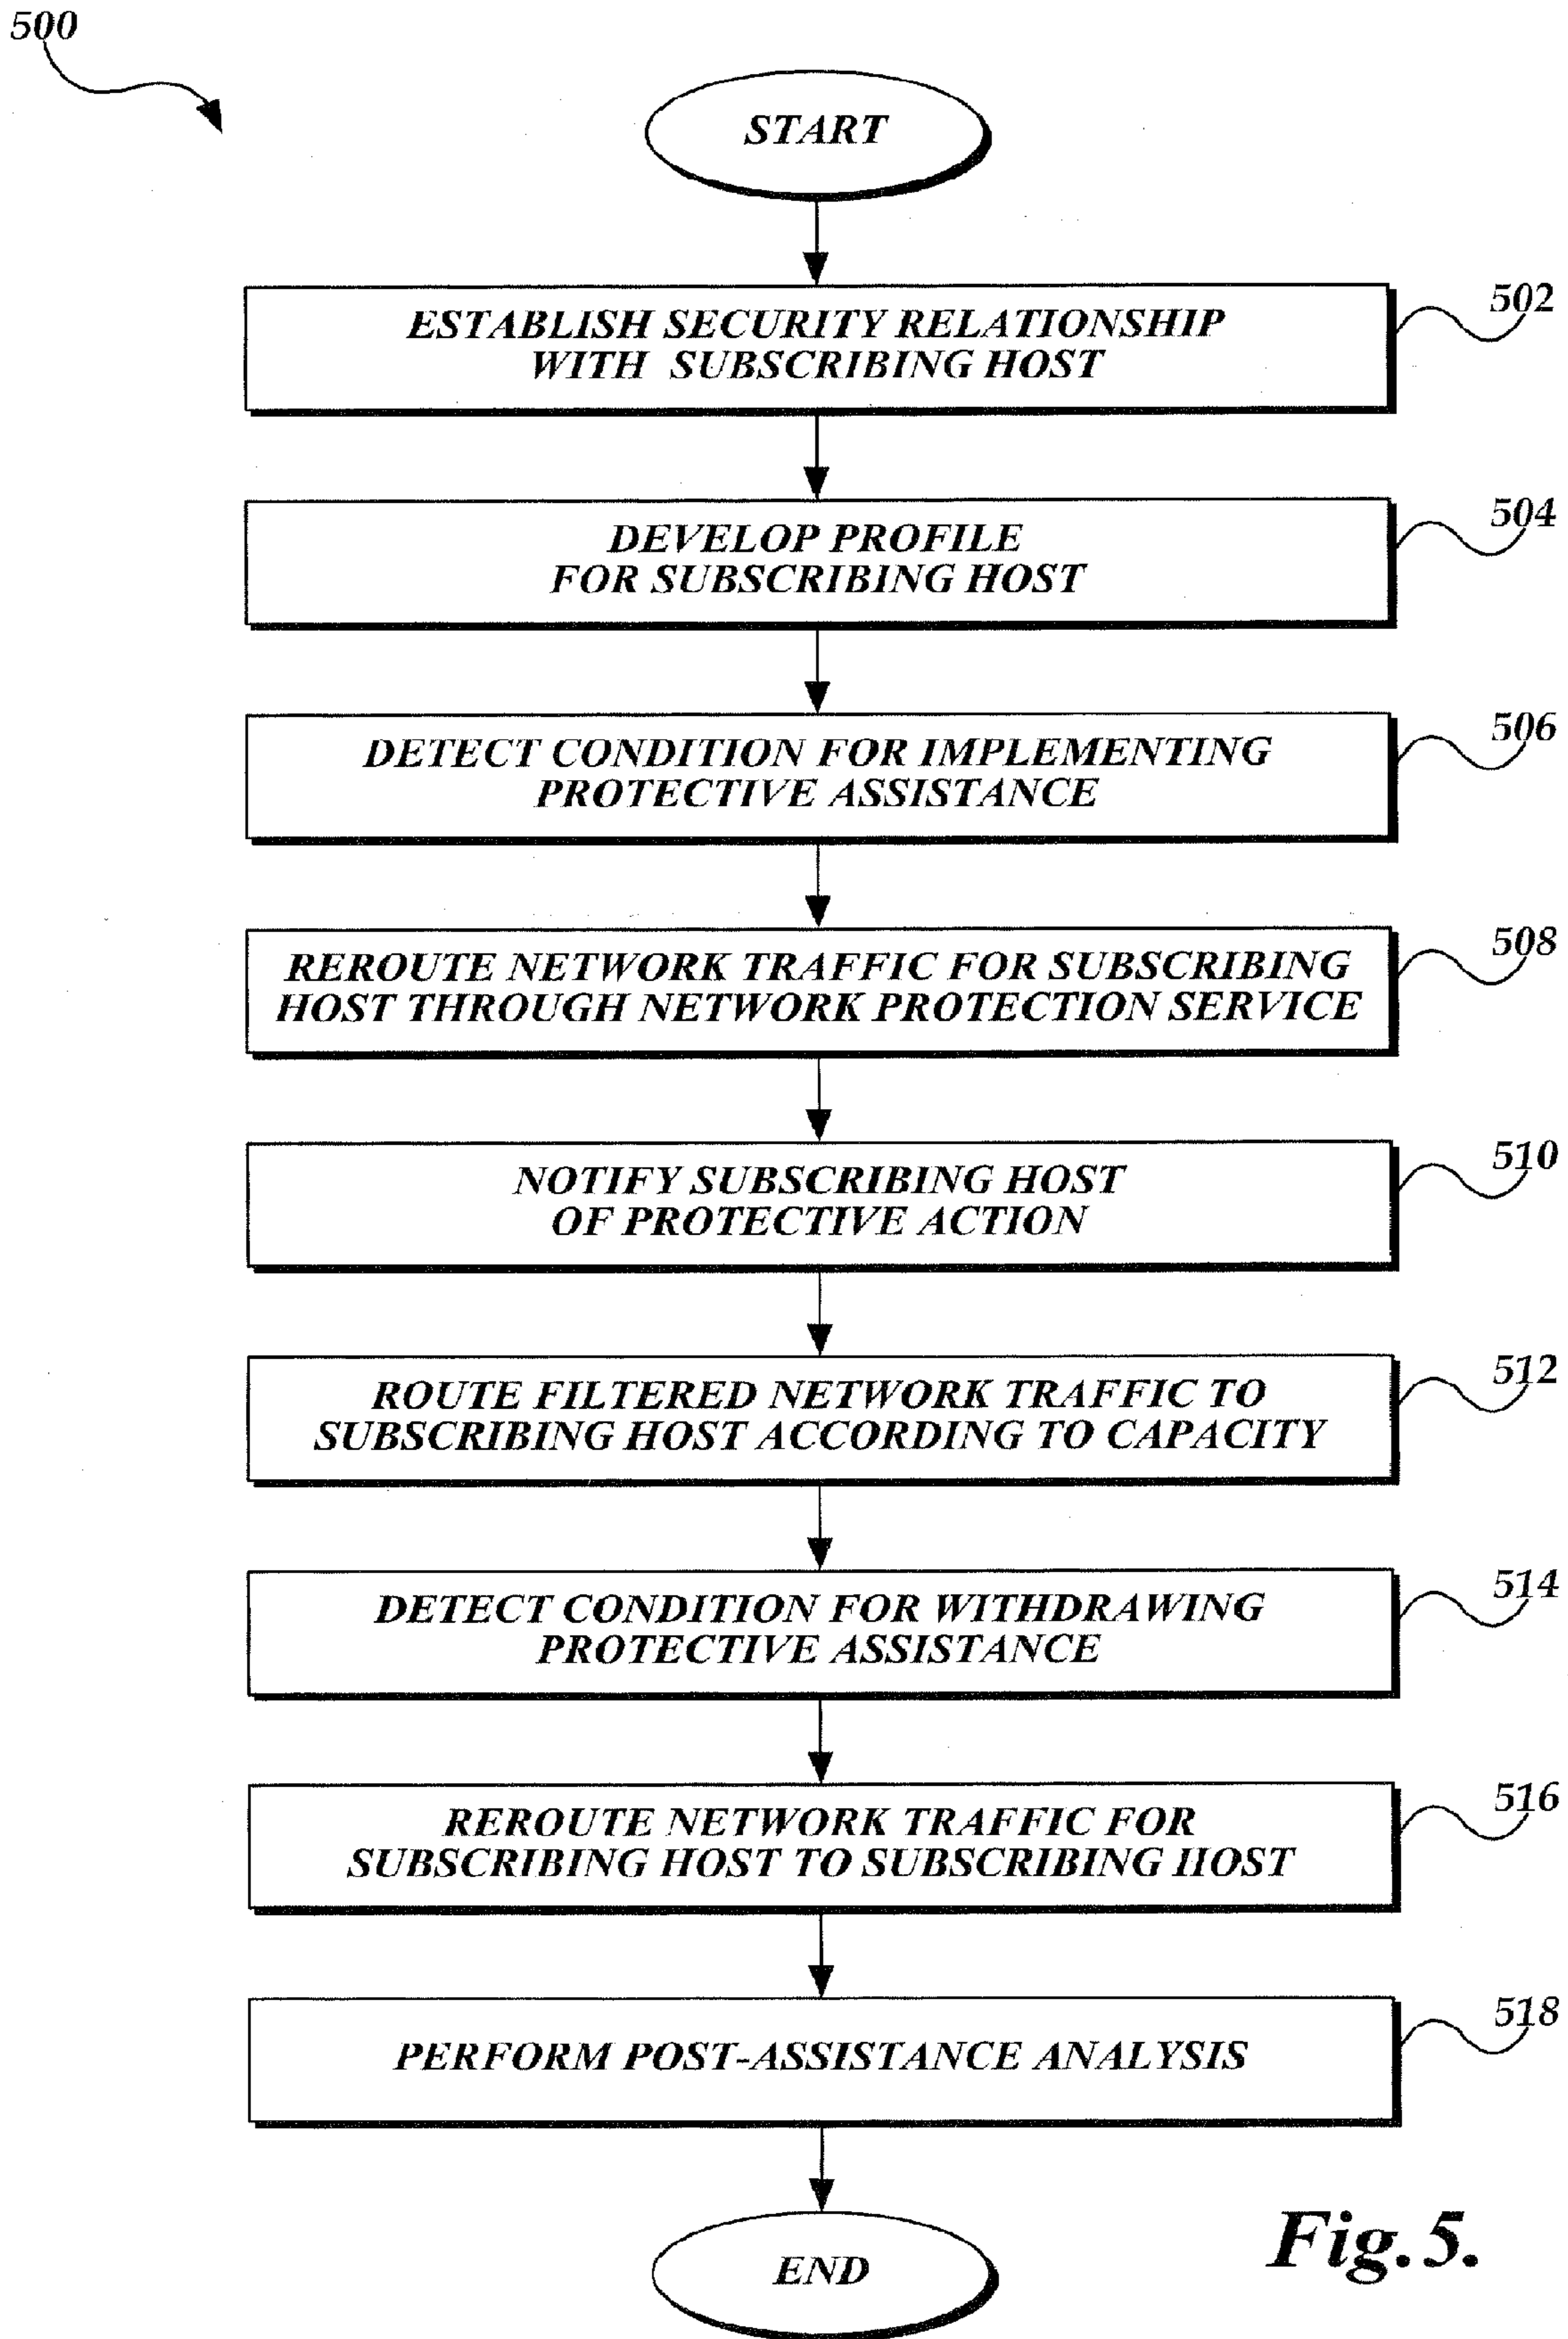 500
START
ESTABLISH SECURITY RELATIONSHIP
WITH SUBSCRIBING HOST
502
DEVELOP PROFILE
FOR SUBSCRIBING HOST
504
DETECT CONDITION FOR IMPLEMENTING
PROTECTIVE ASSISTANCE
506
REROUTE NETWORK TRAFFIC FOR SUBSCRIBING
HOST THROUGH NETWORK PROTECTION SERVICE
508
NOTIFY SUBSCRIBING HOST
OF PROTECTIVE ACTION
510
ROUTE FILTERED NETWORK TRAFFIC TO
SUBSCRIBING HOST ACCORDING TO CAPACITY
512
DETECT CONDITION FOR WITHDRAWING
PROTECTIVE ASSISTANCE
514
REROUTE NETWORK TRAFFIC FOR
SUBSCRIBING HOST TO SUBSCRIBING HOST
516
PERFORM POST-ASSISTANCE ANALYSIS
518
END
Fig.5.